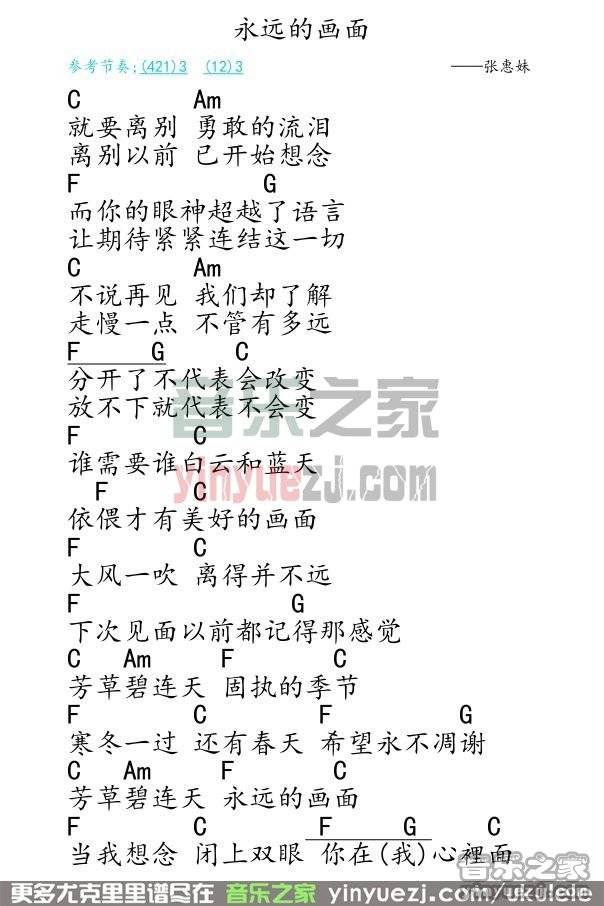 永远的画面
参考节奏:(421)3 (12)3 ——张惠妹
C Am
就要离别 勇敢的流泪
离别以前 已开始想念
F G
而你的眼神超越了语言
让期待紧紧连结这一切
C Am
不说再见 我们却了解
走慢一点 不管有多远
F G C
分开了不代表会改变
放不下就代表不会变
F C
谁需要谁白云和蓝天
F C
依偎才有美好的画面
F C
大风一吹 离得并不远
F G
下次见面以前都记得那感觉
C Am F C
芳草碧连天 固执的季节
F C F G
寒冬一过 还有春天 希望永不凋谢
C Am F C
芳草碧连天 永远的画面
F C F G C
当我想念 闭上双眼 你在(我)心裡面
音乐之家
yinyuezj.com
音乐之家
yinyuezj.com
更多尤克里里谱尽在 音乐之家 yinyuezj.com, uku.cn